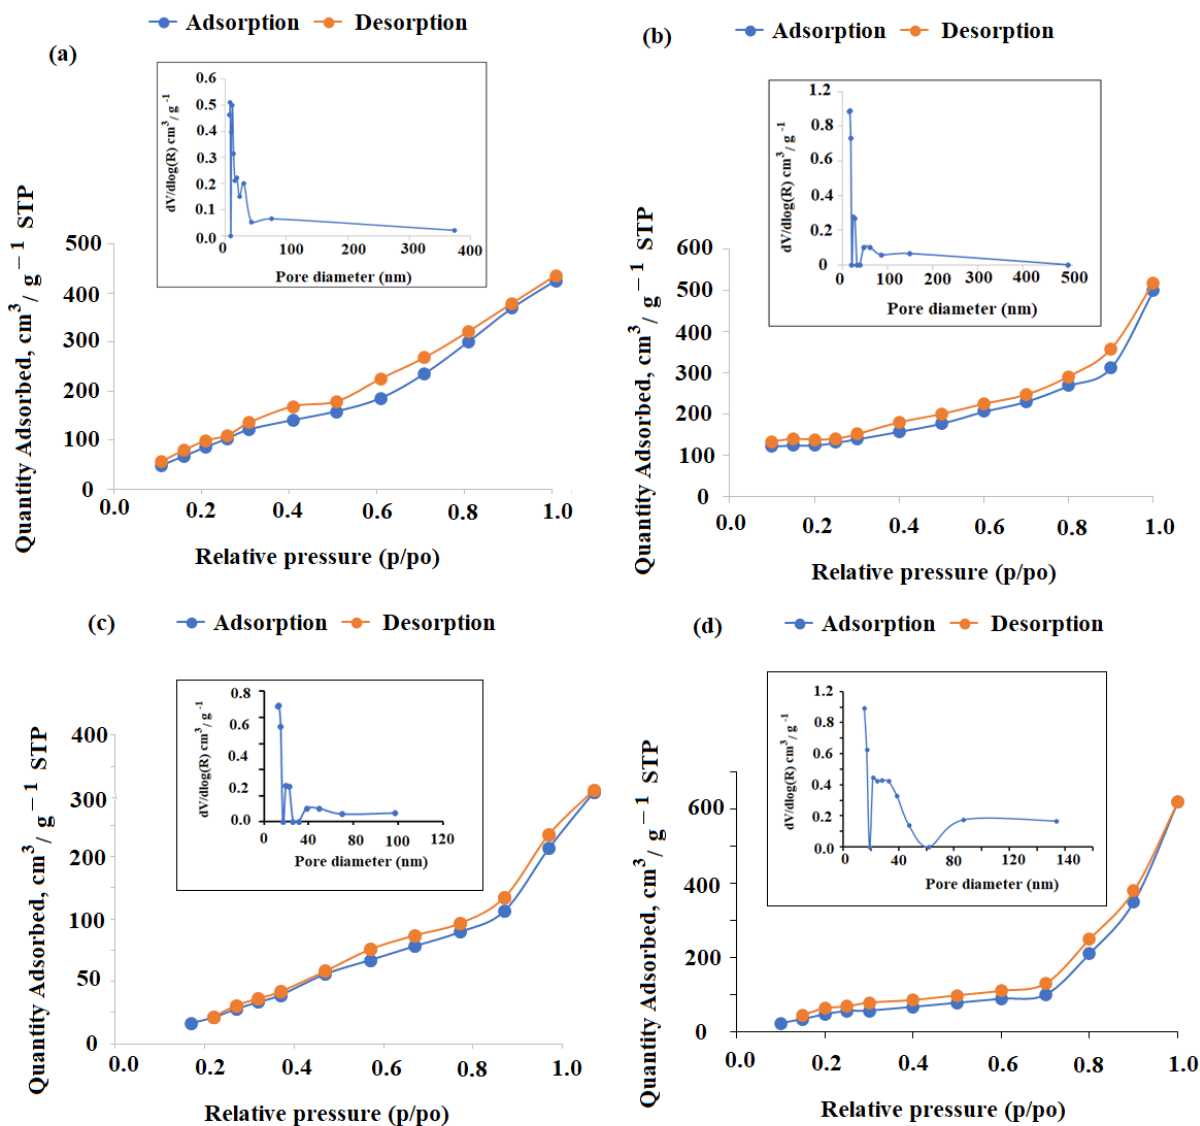 Adsorption Desorption
(a)
0.6
0.5
0.4
0.3
0.2
0.1
0.0
0 100 200 300 400
dV/dlog(R) cm³/ g⁻¹
Pore diameter (nm)
500
400
300
200
100
0
0.0 0.2 0.4 0.6 0.8 1.0
Quantity Adsorbed, cm³/ g⁻¹ STP
Relative pressure (p/po)
(b)
Adsorption Desorption
1.2
0.8
0.6
0.4
0.2
0
0 100 200 300 400 500
dV/dlog(R) cm³/ g⁻¹
Pore diameter (nm)
600
500
400
300
200
100
0
0.0 0.2 0.4 0.6 0.8 1.0
Quantity Adsorbed, cm³/ g⁻¹ STP
Relative pressure (p/po)
(c)
Adsorption Desorption
0.8
0.6
0.4
0.2
0.0
0 40 80 120
dV/dlog(R) cm³/ g⁻¹
Pore diameter (nm)
400
300
200
100
50
0
0.0 0.2 0.4 0.6 0.8 1.0
Quantity Adsorbed, cm³/ g⁻¹ STP
Relative pressure (p/po)
(d)
Adsorption Desorption
1.2
0.8
0.6
0.4
0.2
0.0
0 40 80 120 140
dV/dlog(R) cm³/ g⁻¹
Pore diameter (nm)
600
400
200
0
0.0 0.2 0.4 0.6 0.8 1.0
Quantity Adsorbed, cm³/ g⁻¹ STP
Relative pressure (p/po)